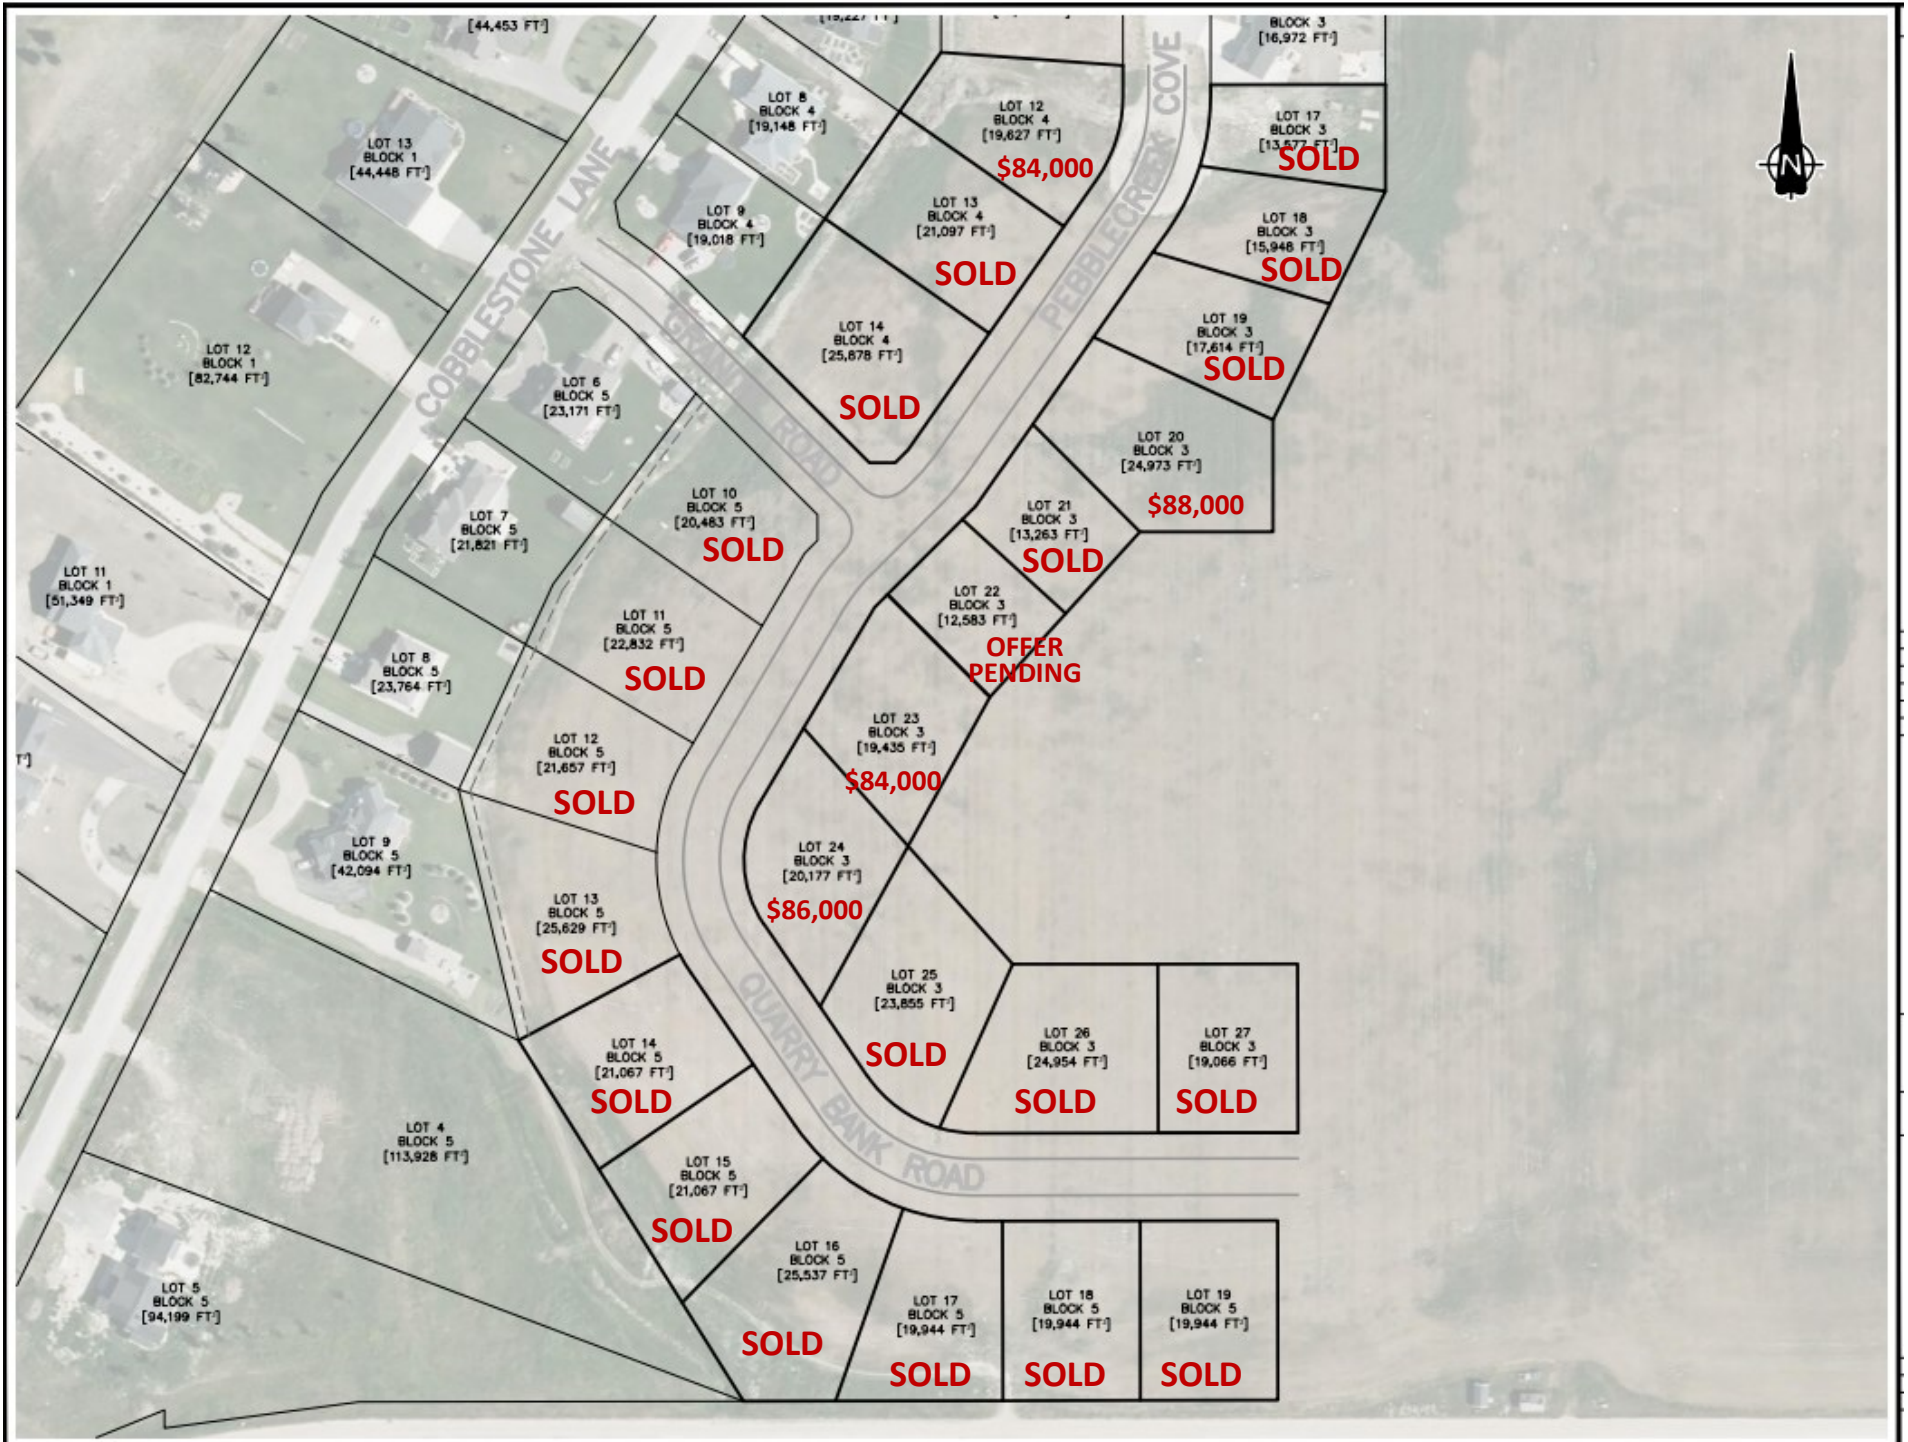 [44,453 FT²]
[19,227 FT²]
BLOCK 3
[16,972 FT²]
LOT 13
BLOCK 1
[44,448 FT²]
LOT 8
BLOCK 4
[19,148 FT²]
LOT 12
BLOCK 4
[19,627 FT²]
$84,000
PEBBLECREEK COVE
LOT 17
BLOCK 3
[13,577 FT²]
SOLD
N
COBBLESTONE LANE
LOT 9
BLOCK 4
[19,018 FT²]
LOT 13
BLOCK 4
[21,097 FT²]
SOLD
LOT 18
BLOCK 3
[15,948 FT²]
SOLD
LOT 12
BLOCK 1
[82,744 FT²]
GRAND ROAD
LOT 14
BLOCK 4
[25,878 FT²]
SOLD
LOT 19
BLOCK 3
[17,614 FT²]
SOLD
LOT 6
BLOCK 5
[23,171 FT²]
LOT 20
BLOCK 3
[24,973 FT²]
$88,000
LOT 7
BLOCK 5
[21,821 FT²]
LOT 10
BLOCK 5
[20,483 FT²]
SOLD
LOT 21
BLOCK 3
[13,263 FT²]
SOLD
LOT 11
BLOCK 1
[51,349 FT²]
LOT 11
BLOCK 5
[22,832 FT²]
SOLD
LOT 22
BLOCK 3
[12,583 FT²]
OFFER
PENDING
LOT 8
BLOCK 5
[23,764 FT²]
LOT 12
BLOCK 5
[21,657 FT²]
SOLD
LOT 23
BLOCK 3
[19,435 FT²]
$84,000
LOT 9
BLOCK 5
[42,094 FT²]
LOT 24
BLOCK 3
[20,177 FT²]
$86,000
LOT 13
BLOCK 5
[25,629 FT²]
SOLD
QUARRY BANK ROAD
LOT 25
BLOCK 3
[23,855 FT²]
SOLD
LOT 26
BLOCK 3
[24,954 FT²]
SOLD
LOT 27
BLOCK 3
[19,066 FT²]
SOLD
LOT 14
BLOCK 5
[21,067 FT²]
SOLD
LOT 4
BLOCK 5
[113,928 FT²]
LOT 15
BLOCK 5
[21,067 FT²]
SOLD
LOT 16
BLOCK 5
[25,537 FT²]
SOLD
LOT 5
BLOCK 5
[94,199 FT²]
LOT 17
BLOCK 5
[19,944 FT²]
SOLD
LOT 18
BLOCK 5
[19,944 FT²]
SOLD
LOT 19
BLOCK 5
[19,944 FT²]
SOLD